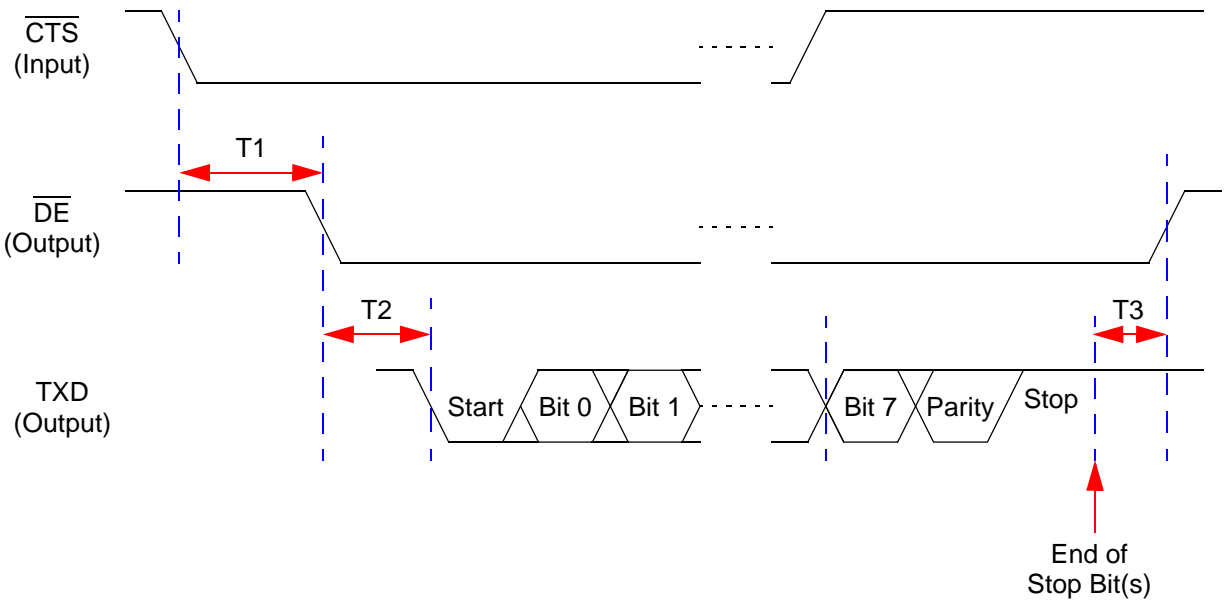 CTS
(Input)
T1
DE
(Output)
T2
T3
TXD
(Output)
Start
Bit 0
Bit 1
Bit 7
Parity
Stop
End of
Stop Bit(s)